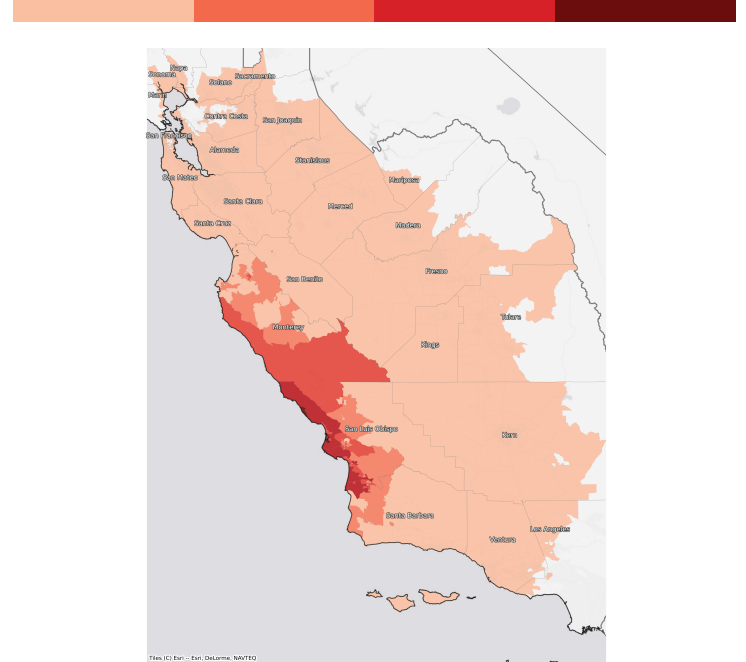 Napa
Sonoma
Solano
Sacramento
Marin
Contra Costa
San Joaquin
San Francisco
Alameda
Stanislaus
San Mateo
Mariposa
Santa Clara
Merced
Santa Cruz
Madera
Fresno
San Benito
Tulare
Monterey
Kings
San Luis Obispo
Kern
Santa Barbara
Los Angeles
Ventura
Tiles (C) Esri -- Esri, DeLorme, NAVTEQ